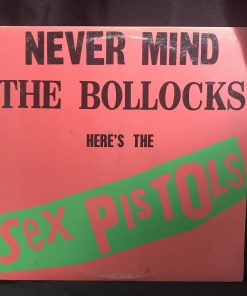 NEVER MIND
THE BOLLOCKS
HERE'S THE
Sex PISTOLS